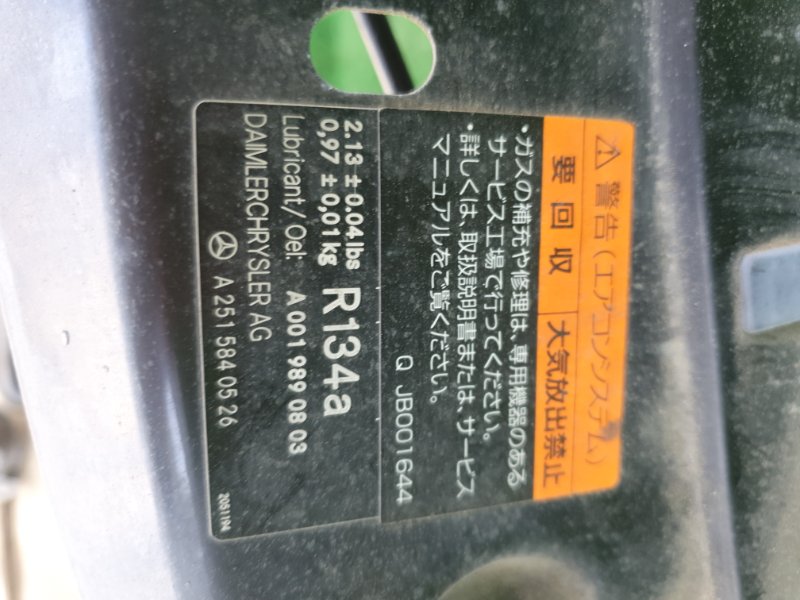 ⚠ 警告(エアコンシステム)
要回収 大気放出禁止
・ガスの補充や修理は、専用機器のある
サービス工場で行ってください。
・詳しくは、取扱説明書または、サービス
マニュアルをご覧ください。
Q JB001644
2.13 ± 0.04 lbs
0,97 ± 0,01 kg
R134a
Lubricant / Oel: A 001 989 08 03
DAIMLERCHRYSLER AG
A 251 584 05 26
2051194